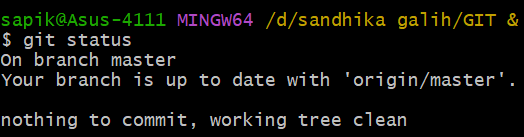 sapik@Asus-4111 MINGW64 /d/sandhika galih/GIT &
$ git status
On branch master
Your branch is up to date with 'origin/master'.
nothing to commit, working tree clean